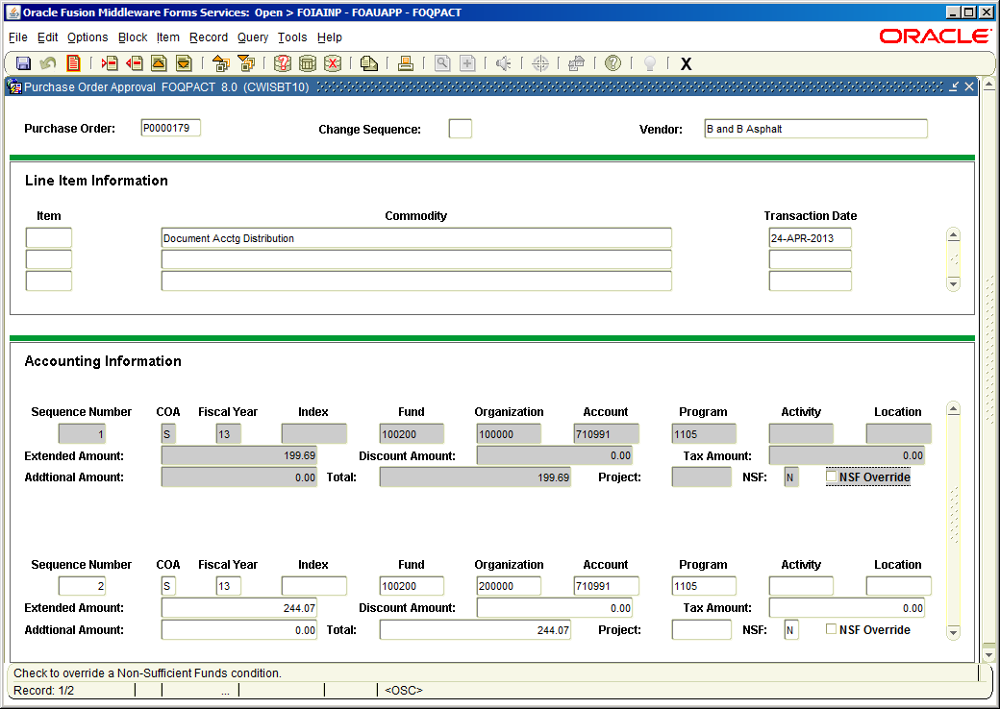 Oracle Fusion Middleware Forms Services: Open > FOIAINP - FOAUAPP - FOQPACT
File Edit Options Block Item Record Query Tools Help
ORACLE
X
Purchase Order Approval FOQPACT 8.0 (CWISBT10)
Purchase Order: P0000179 Change Sequence: Vendor: B and B Asphalt
Line Item Information
Item Commodity Transaction Date
Document Acctg Distribution 24-APR-2013
Accounting Information
Sequence Number COA Fiscal Year Index Fund Organization Account Program Activity Location
1 S 13 100200 100000 710991 1105
Extended Amount: 199.69 Discount Amount: 0.00 Tax Amount: 0.00
Addtional Amount: 0.00 Total: 199.69 Project: NSF: N NSF Override
Sequence Number COA Fiscal Year Index Fund Organization Account Program Activity Location
2 S 13 100200 200000 710991 1105
Extended Amount: 244.07 Discount Amount: 0.00 Tax Amount: 0.00
Addtional Amount: 0.00 Total: 244.07 Project: NSF: N NSF Override
Check to override a Non-Sufficient Funds condition.
Record: 1/2 ... <OSC>